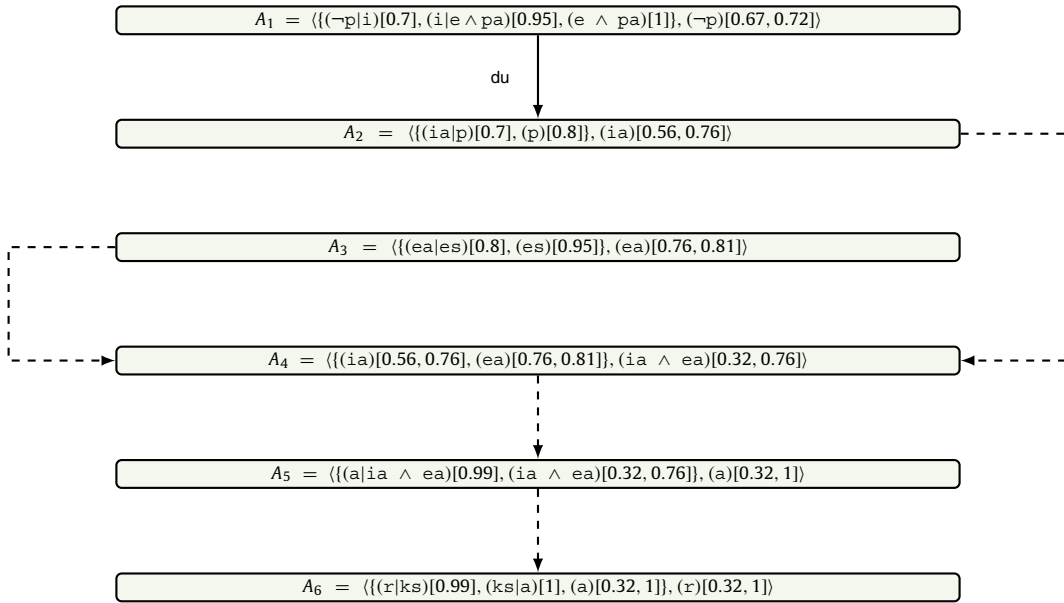 A₁ = ⟨{(¬p|i)[0.7], (i|e ∧ pa)[0.95], (e ∧ pa)[1]}, (¬p)[0.67, 0.72]⟩
du
A₂ = ⟨{(ia|p)[0.7], (p)[0.8]}, (ia)[0.56, 0.76]⟩
A₃ = ⟨{(ea|es)[0.8], (es)[0.95]}, (ea)[0.76, 0.81]⟩
A₄ = ⟨{(ia)[0.56, 0.76], (ea)[0.76, 0.81]}, (ia ∧ ea)[0.32, 0.76]⟩
A₅ = ⟨{(a|ia ∧ ea)[0.99], (ia ∧ ea)[0.32, 0.76]}, (a)[0.32, 1]⟩
A₆ = ⟨{(r|ks)[0.99], (ks|a)[1], (a)[0.32, 1]}, (r)[0.32, 1]⟩